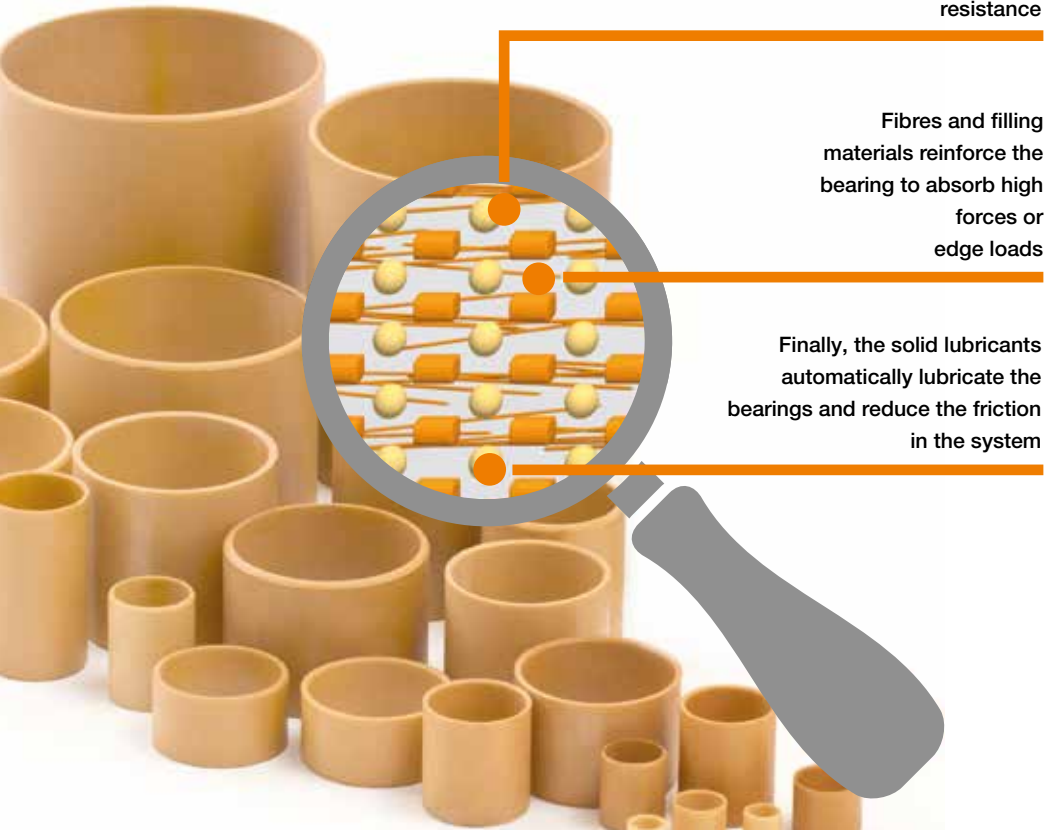 resistance
Fibres and filling
materials reinforce the
bearing to absorb high
forces or
edge loads
Finally, the solid lubricants
automatically lubricate the
bearings and reduce the friction
in the system